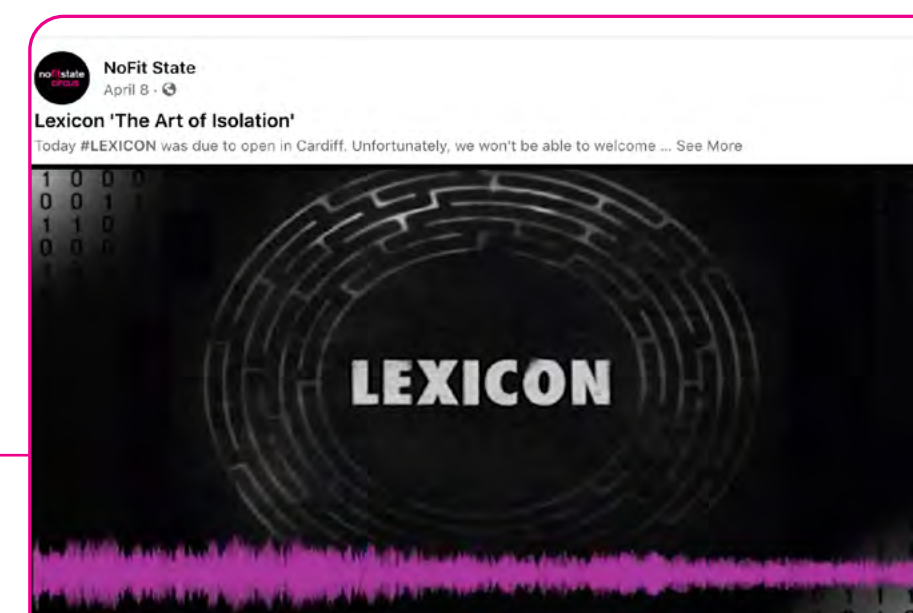 nofitstate
circus
NoFit State
April 8 ·
Lexicon 'The Art of Isolation'
Today #LEXICON was due to open in Cardiff. Unfortunately, we won't be able to welcome ... See More
1 0 0 0
0 0 1 1
1 1 0
0 0 0
LEXICON